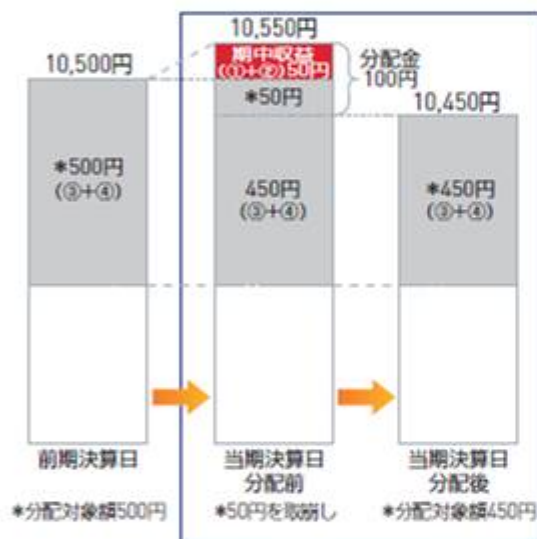 10,500円
*500円
(③+④)
前期決算日
*分配対象額500円
10,550円
期中収益
(①+②)50円
*50円
分配金
100円
450円
(③+④)
当期決算日
分配前
*50円を取崩し
10,450円
*450円
(③+④)
当期決算日
分配後
*分配対象額450円